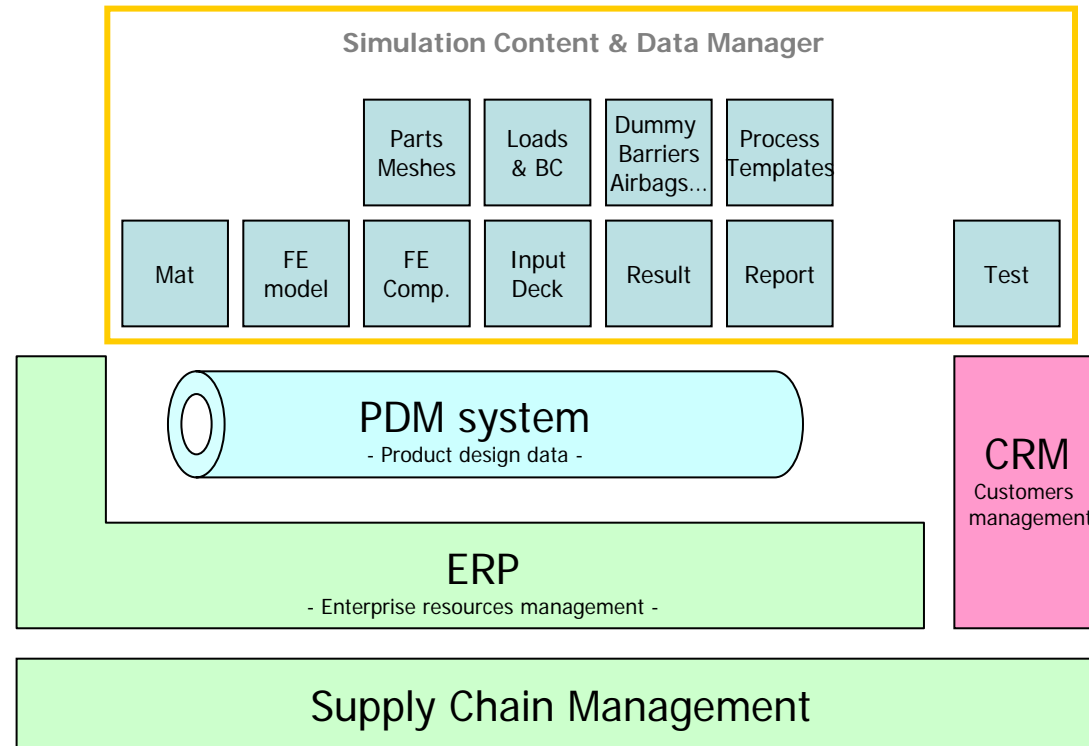 Simulation Content & Data Manager
Parts
Meshes
Loads
& BC
Dummy
Barriers
Airbags...
Process
Templates
Mat
FE
model
FE
Comp.
Input
Deck
Result
Report
Test
PDM system
- Product design data -
CRM
Customers
management
ERP
- Enterprise resources management -
Supply Chain Management